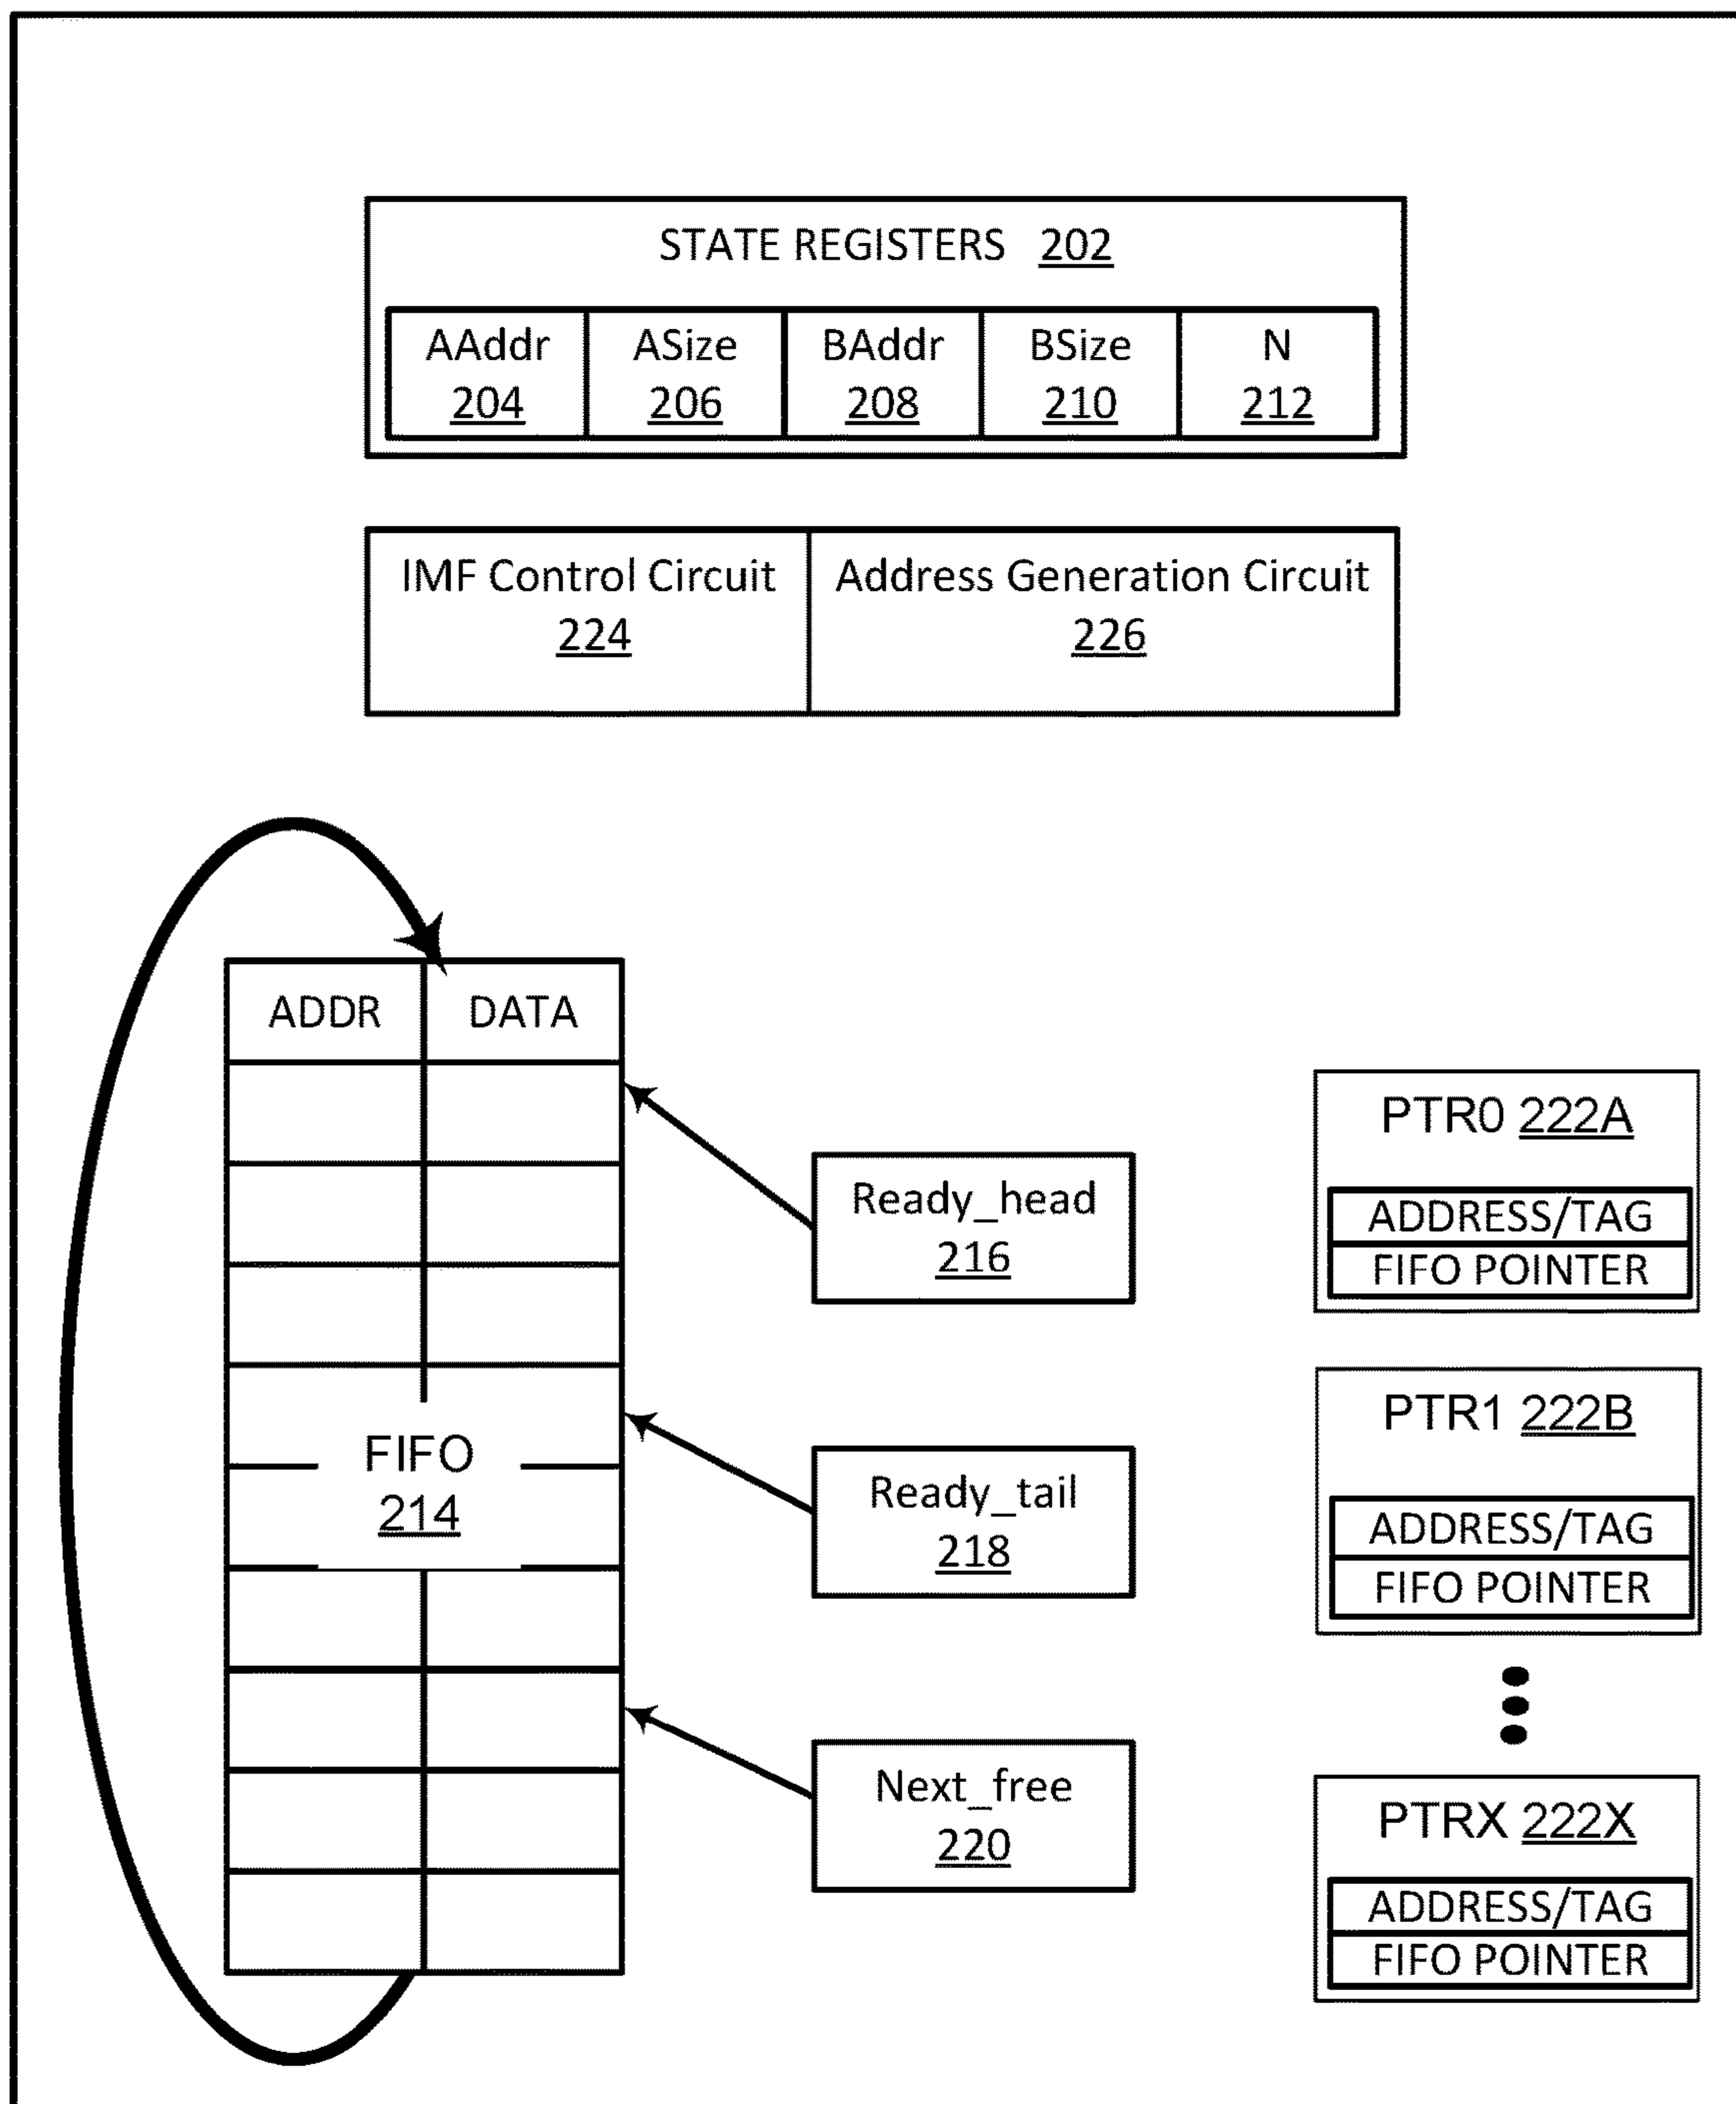 STATE REGISTERS 202
AAddr ASize BAddr BSize N
204 206 208 210 212
IMF Control Circuit Address Generation Circuit
224 226
ADDR DATA
FIFO
214
Ready_head
216
Ready_tail
218
Next_free
220
PTR0 222A
ADDRESS/TAG
FIFO POINTER
PTR1 222B
ADDRESS/TAG
FIFO POINTER
PTRX 222X
ADDRESS/TAG
FIFO POINTER